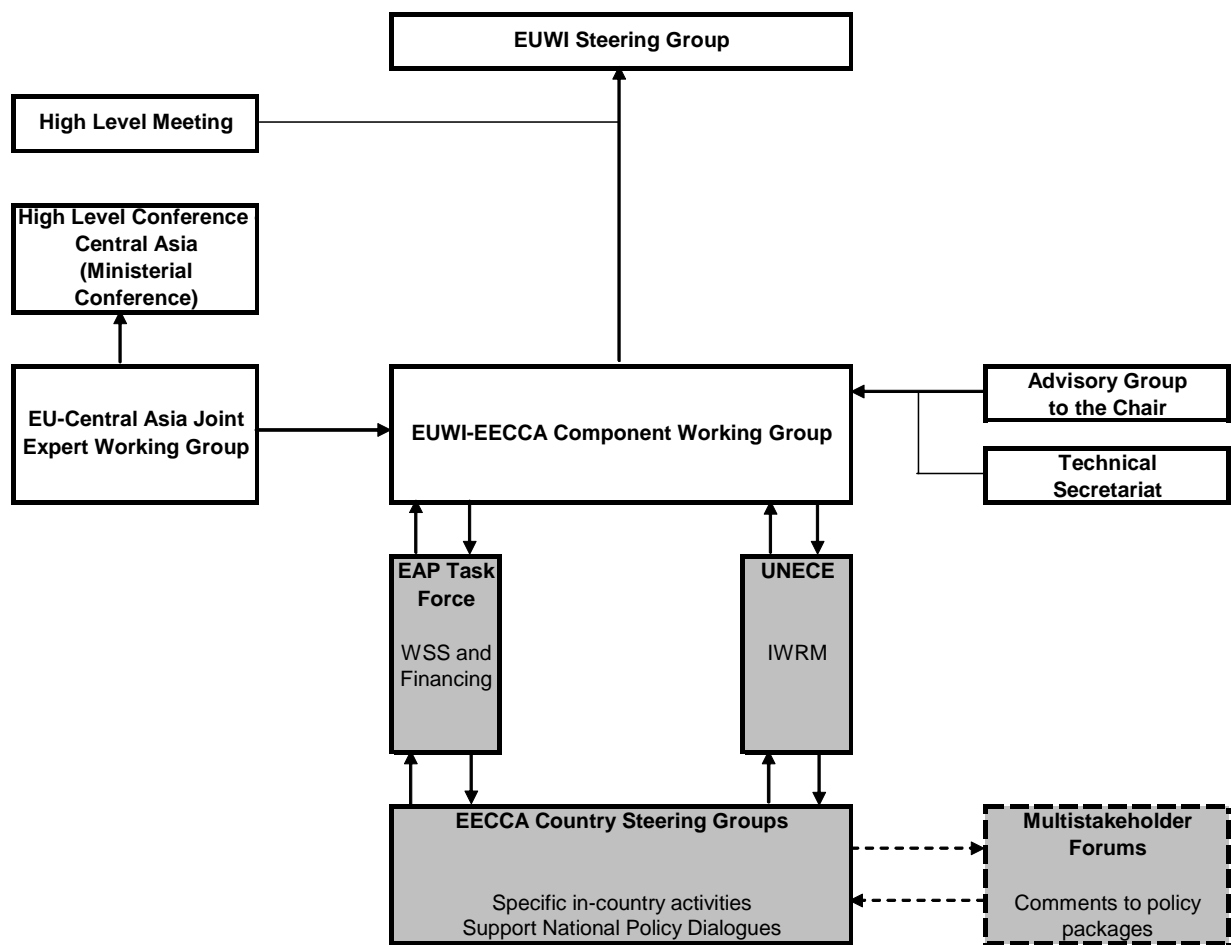 EUWI Steering Group
High Level Meeting
High Level Conference
Central Asia
(Ministerial
Conference)
EU-Central Asia Joint
Expert Working Group
EUWI-EECCA Component Working Group
Advisory Group
to the Chair
Technical
Secretariat
EAP Task
Force
WSS and
Financing
UNECE
IWRM
EECCA Country Steering Groups
Specific in-country activities
Support National Policy Dialogues
Multistakeholder
Forums
Comments to policy
packages